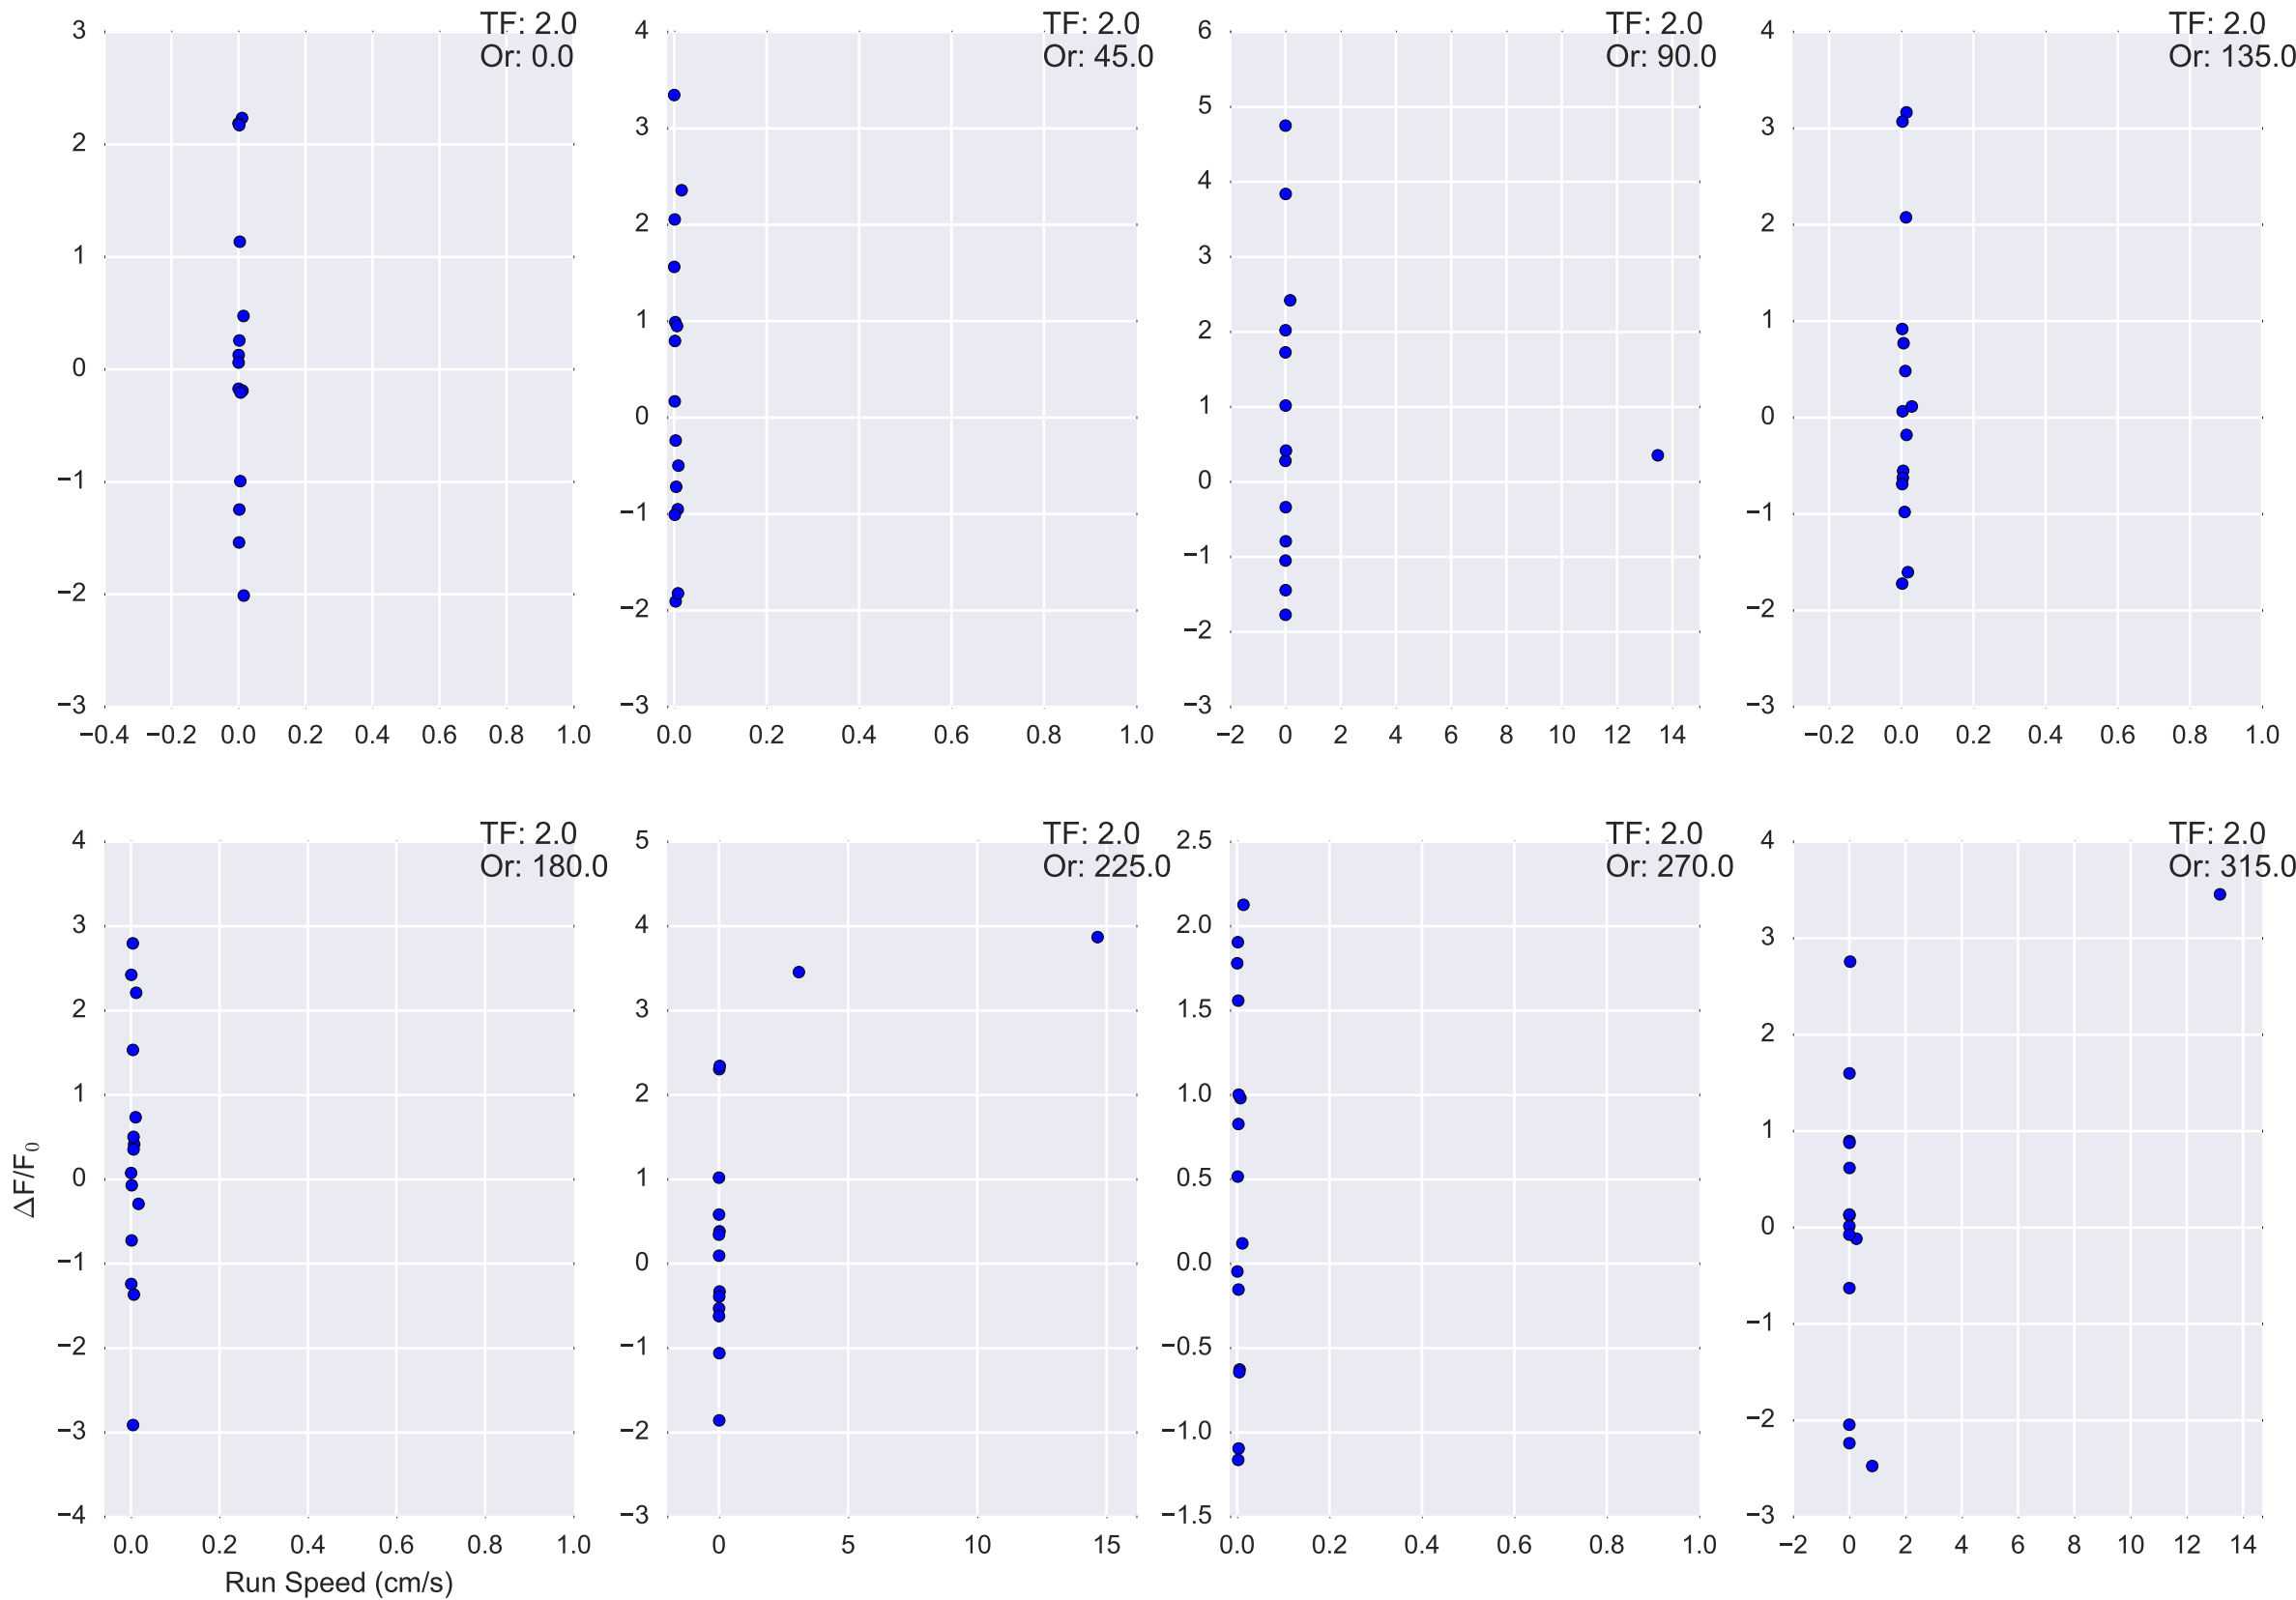 TF: 2.0
Or: 0.0
3
2
1
0
−1
−2
−3
−0.4 −0.2 0.0 0.2 0.4 0.6 0.8 1.0
TF: 2.0
Or: 45.0
4
3
2
1
0
−1
−2
−3
0.0 0.2 0.4 0.6 0.8 1.0
TF: 2.0
Or: 90.0
6
5
4
3
2
1
0
−1
−2
−3
−2 0 2 4 6 8 10 12 14
TF: 2.0
Or: 135.0
4
3
2
1
0
−1
−2
−3
−0.2 0.0 0.2 0.4 0.6 0.8 1.0
TF: 2.0
Or: 180.0
4
3
2
1
0
−1
−2
−3
−4
ΔF/F₀
0.0 0.2 0.4 0.6 0.8 1.0
Run Speed (cm/s)
TF: 2.0
Or: 225.0
5
4
3
2
1
0
−1
−2
−3
0 5 10 15
TF: 2.0
Or: 270.0
2.5
2.0
1.5
1.0
0.5
0.0
−0.5
−1.0
−1.5
0.0 0.2 0.4 0.6 0.8 1.0
TF: 2.0
Or: 315.0
4
3
2
1
0
−1
−2
−3
−2 0 2 4 6 8 10 12 14